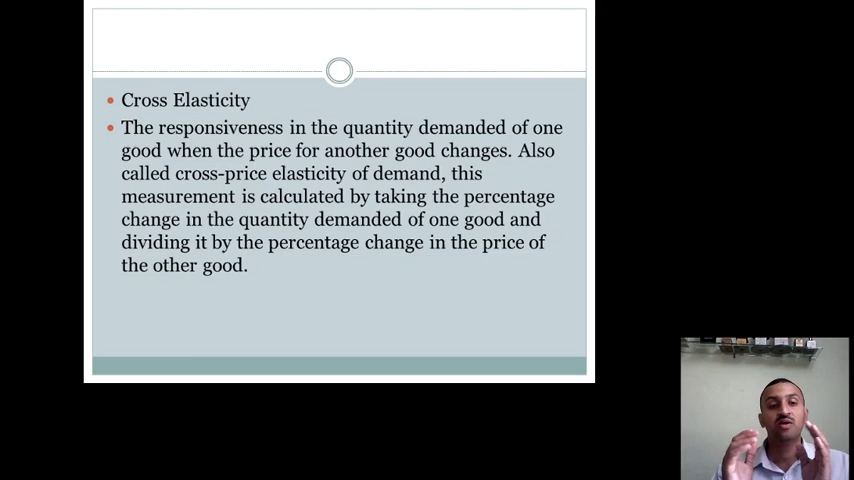 Cross Elasticity
The responsiveness in the quantity demanded of one
good when the price for another good changes. Also
called cross-price elasticity of demand, this
measurement is calculated by taking the percentage
change in the quantity demanded of one good and
dividing it by the percentage change in the price of
the other good.